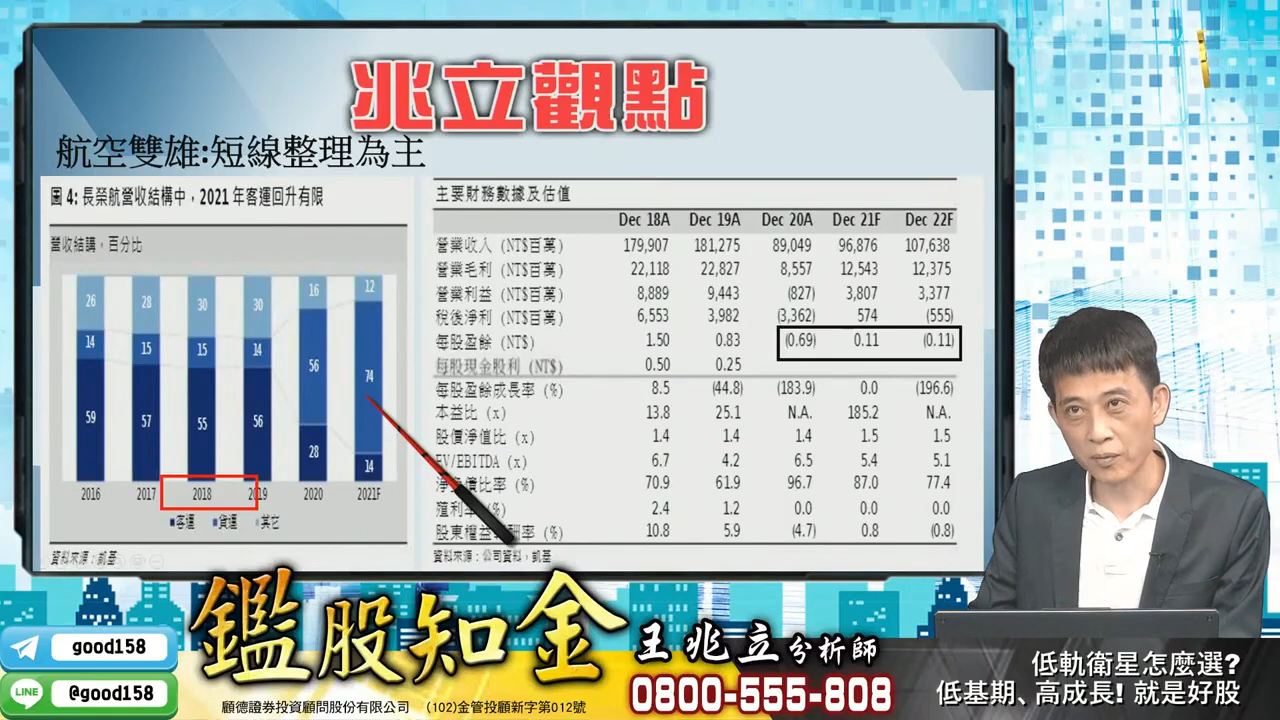 兆立觀點
航空雙雄:短線整理為主
圖 4: 長榮航營收結構中，2021 年客運回升有限
營收結購，百分比
26 28 30 30 16 12
14 15 15 14 56 74
59 57 55 56 28 14
2016 2017 2018 2019 2020 2021F
客運 貨運 其它
資料來源：凱基
主要財務數據及估值
Dec 18A Dec 19A Dec 20A Dec 21F Dec 22F
營業收入 (NT$百萬) 179,907 181,275 89,049 96,876 107,638
營業毛利 (NT$百萬) 22,118 22,827 8,557 12,543 12,375
營業利益 (NT$百萬) 8,889 9,443 (827) 3,807 3,377
稅後淨利 (NT$百萬) 6,553 3,982 (3,362) 574 (555)
每股盈餘 (NT$) 1.50 0.83 (0.69) 0.11 (0.11)
每股現金股利 (NT$) 0.50 0.25
每股盈餘成長率 (%) 8.5 (44.8) (183.9) 0.0 (196.6)
本益比 (x) 13.8 25.1 N.A. 185.2 N.A.
股價淨值比 (x) 1.4 1.4 1.4 1.5 1.5
EV/EBITDA (x) 6.7 4.2 6.5 5.4 5.1
淨 債比率 (%) 70.9 61.9 96.7 87.0 77.4
殖利率 (%) 2.4 1.2 0.0 0.0 0.0
股東權益 酬率 (%) 10.8 5.9 (4.7) 0.8 (0.8)
資料來源：公司資料，凱基
鑑股知金
王兆立分析師
0800-555-808
good158
LINE @good158
顧德證券投資顧問股份有限公司 (102)金管投顧新字第012號
低軌衛星怎麼選?
低基期、高成長! 就是好股